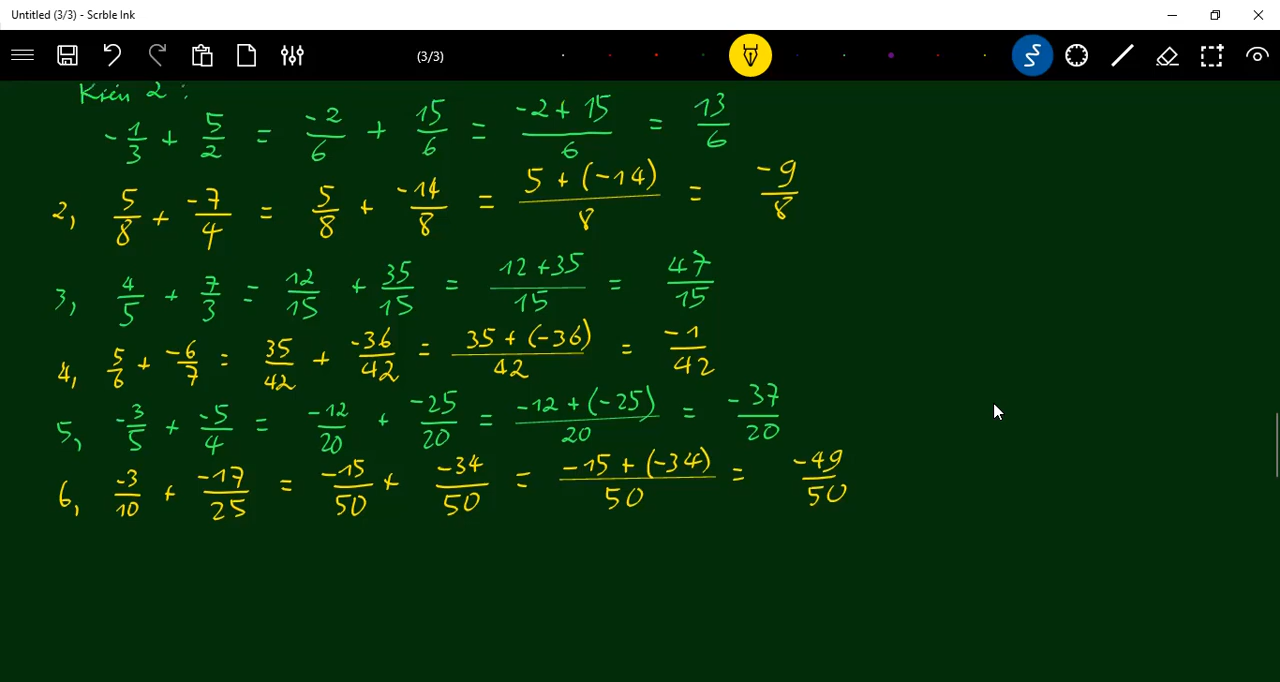 Untitled (3/3) - Scrble Ink
(3/3)
2 :
-1/3 + 5/2 = -2/6 + 15/6 = (-2 + 15)/6 = 13/6
2, 5/8 + -7/4 = 5/8 + -14/8 = (5 + (-14))/8 = -9/8
3, 4/5 + 7/3 = 12/15 + 35/15 = (12 + 35)/15 = 47/15
4, 5/6 + -6/7 = 35/42 + -36/42 = (35 + (-36))/42 = -1/42
5, -3/5 + -5/4 = -12/20 + -25/20 = (-12 + (-25))/20 = -37/20
6, -3/10 + -17/25 = -15/50 + -34/50 = (-15 + (-34))/50 = -49/50